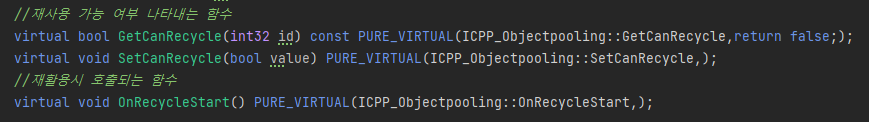 //재사용 가능 여부 나타내는 함수
virtual bool GetCanRecycle(int32 id) const PURE_VIRTUAL(ICPP_Objectpooling::GetCanRecycle,return false;);
virtual void SetCanRecycle(bool value) PURE_VIRTUAL(ICPP_Objectpooling::SetCanRecycle,);
//재활용시 호출되는 함수
virtual void OnRecycleStart() PURE_VIRTUAL(ICPP_Objectpooling::OnRecycleStart,);